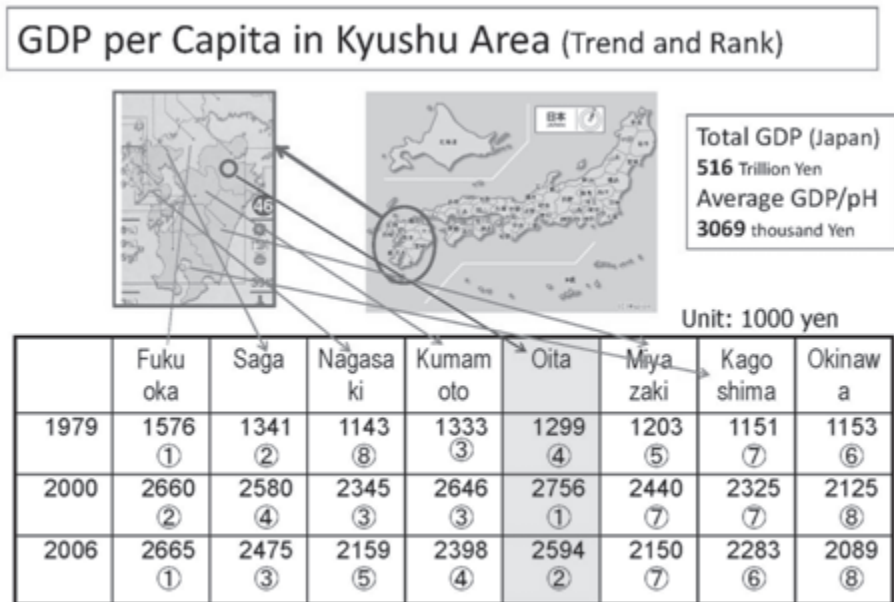 GDP per Capita in Kyushu Area (Trend and Rank)
日本
46
Total GDP (Japan)
516 Trillion Yen
Average GDP/pH
3069 thousand Yen
Unit: 1000 yen
Fuku oka Saga Nagasa ki Kumam oto Oita Miya zaki Kago shima Okinaw a
1979 1576 1341 1143 1333 1299 1203 1151 1153
① ② ⑧ ③ ④ ⑤ ⑦ ⑥
2000 2660 2580 2345 2646 2756 2440 2325 2125
② ④ ③ ③ ① ⑦ ⑦ ⑧
2006 2665 2475 2159 2398 2594 2150 2283 2089
① ③ ⑤ ④ ② ⑦ ⑥ ⑧